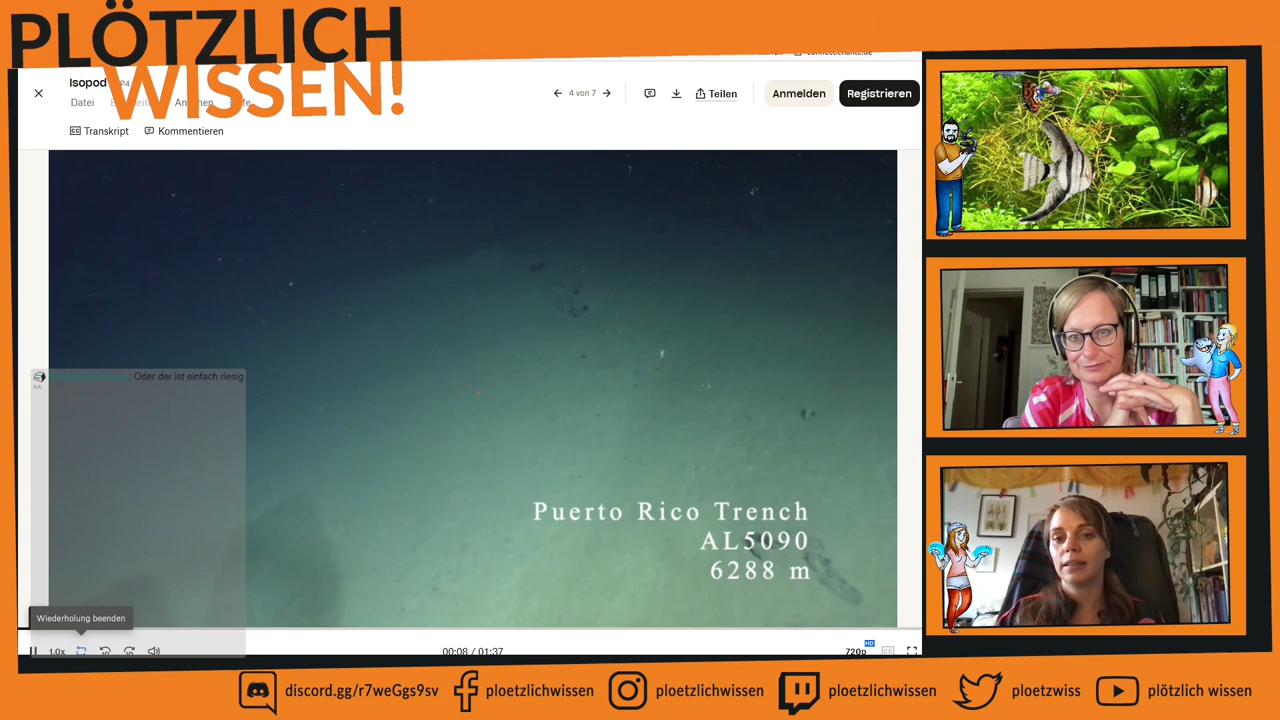 PLÖTZLICH
WISSEN!
Isopod
4 von 7
Teilen
Anmelden
Registrieren
Datei
Transkript
Kommentieren
: Oder der ist einfach riesig
AA
Puerto Rico Trench
AL5090
6288 m
Wiederholung beenden
1.0x
00:08 / 01:37
HD
720p
discord.gg/r7weGgs9sv
ploetzlichwissen
ploetzlichwissen
ploetzlichwissen
ploetzwiss
plötzlich wissen